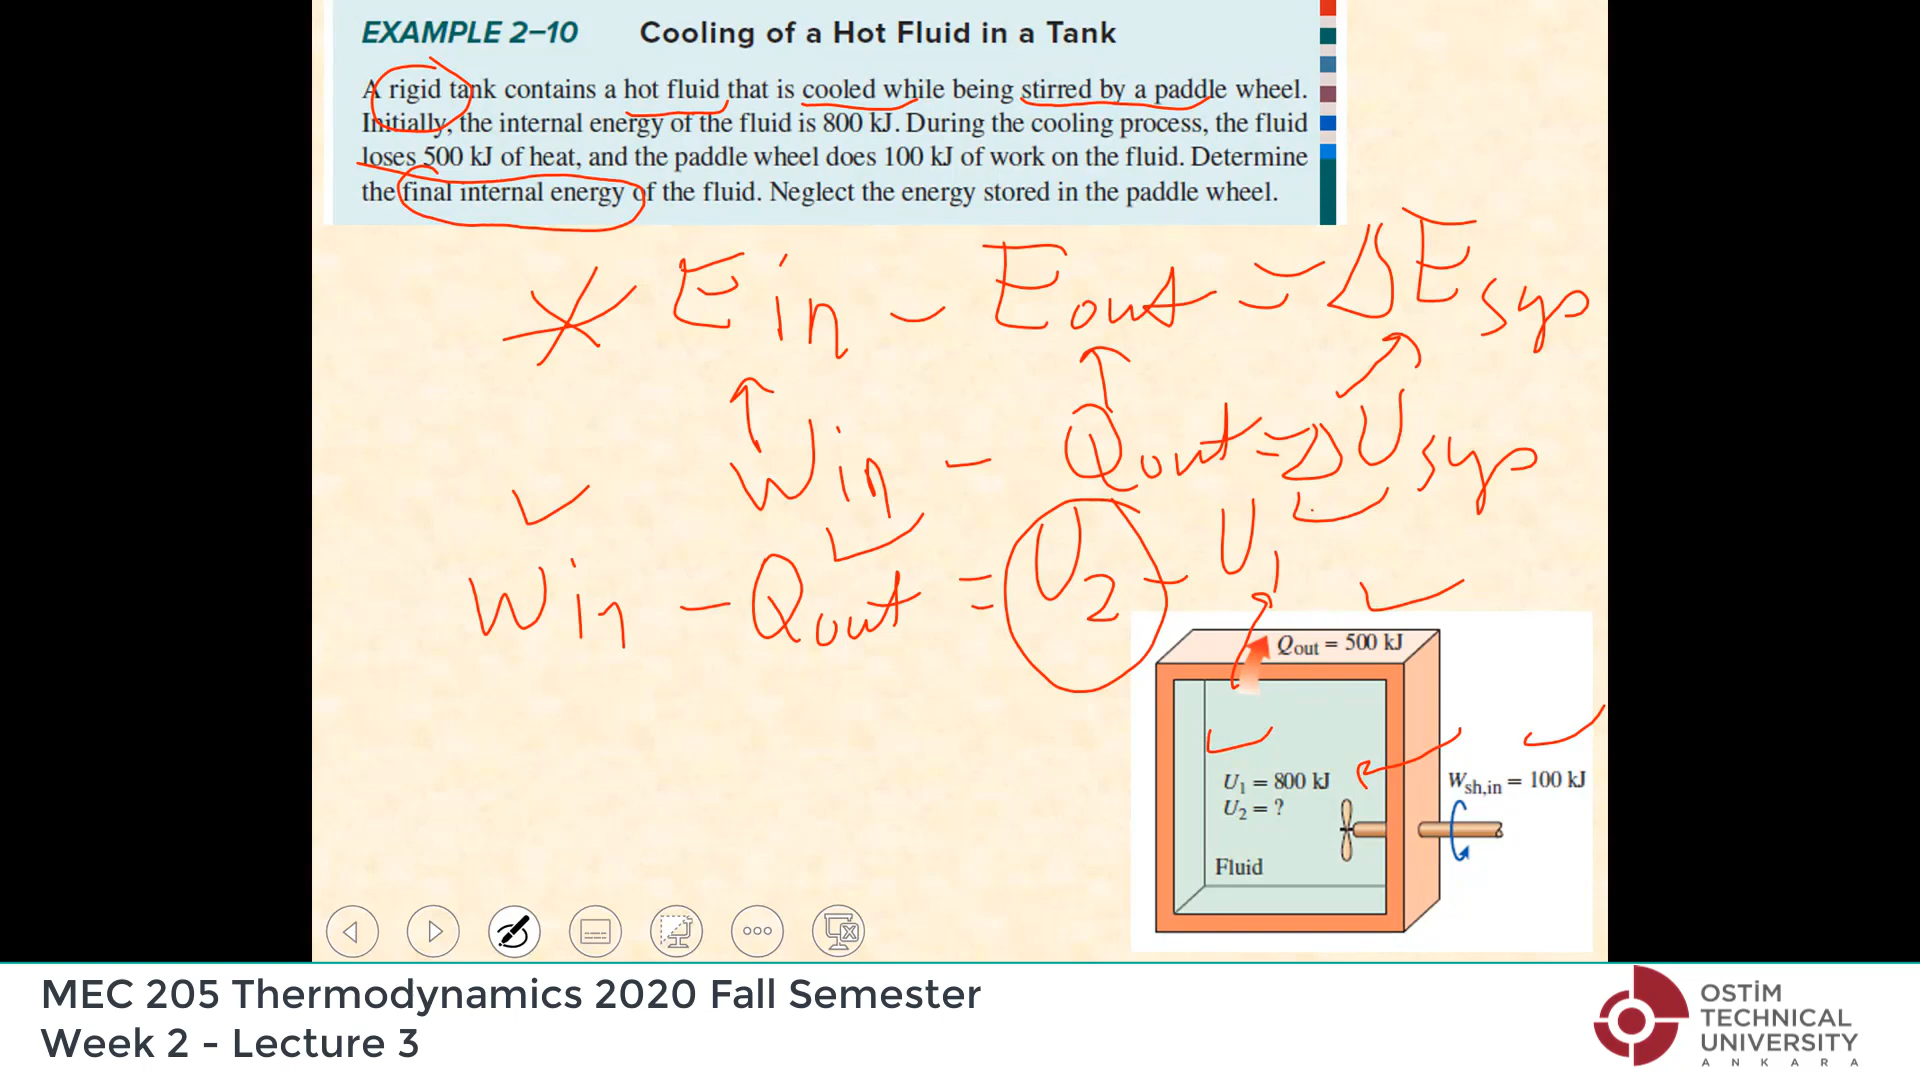 EXAMPLE 2–10 Cooling of a Hot Fluid in a Tank
A rigid tank contains a hot fluid that is cooled while being stirred by a paddle wheel.
Initially, the internal energy of the fluid is 800 kJ. During the cooling process, the fluid
loses 500 kJ of heat, and the paddle wheel does 100 kJ of work on the fluid. Determine
the final internal energy of the fluid. Neglect the energy stored in the paddle wheel.
* Ein - Eout = ΔEsys
Win - Qout = ΔUsys
Win - Qout = U2 - U1
Qout = 500 kJ
U1 = 800 kJ
U2 = ?
Wsh,in = 100 kJ
Fluid
MEC 205 Thermodynamics 2020 Fall Semester
Week 2 - Lecture 3
OSTİM
TECHNICAL
UNIVERSITY
ANKARA